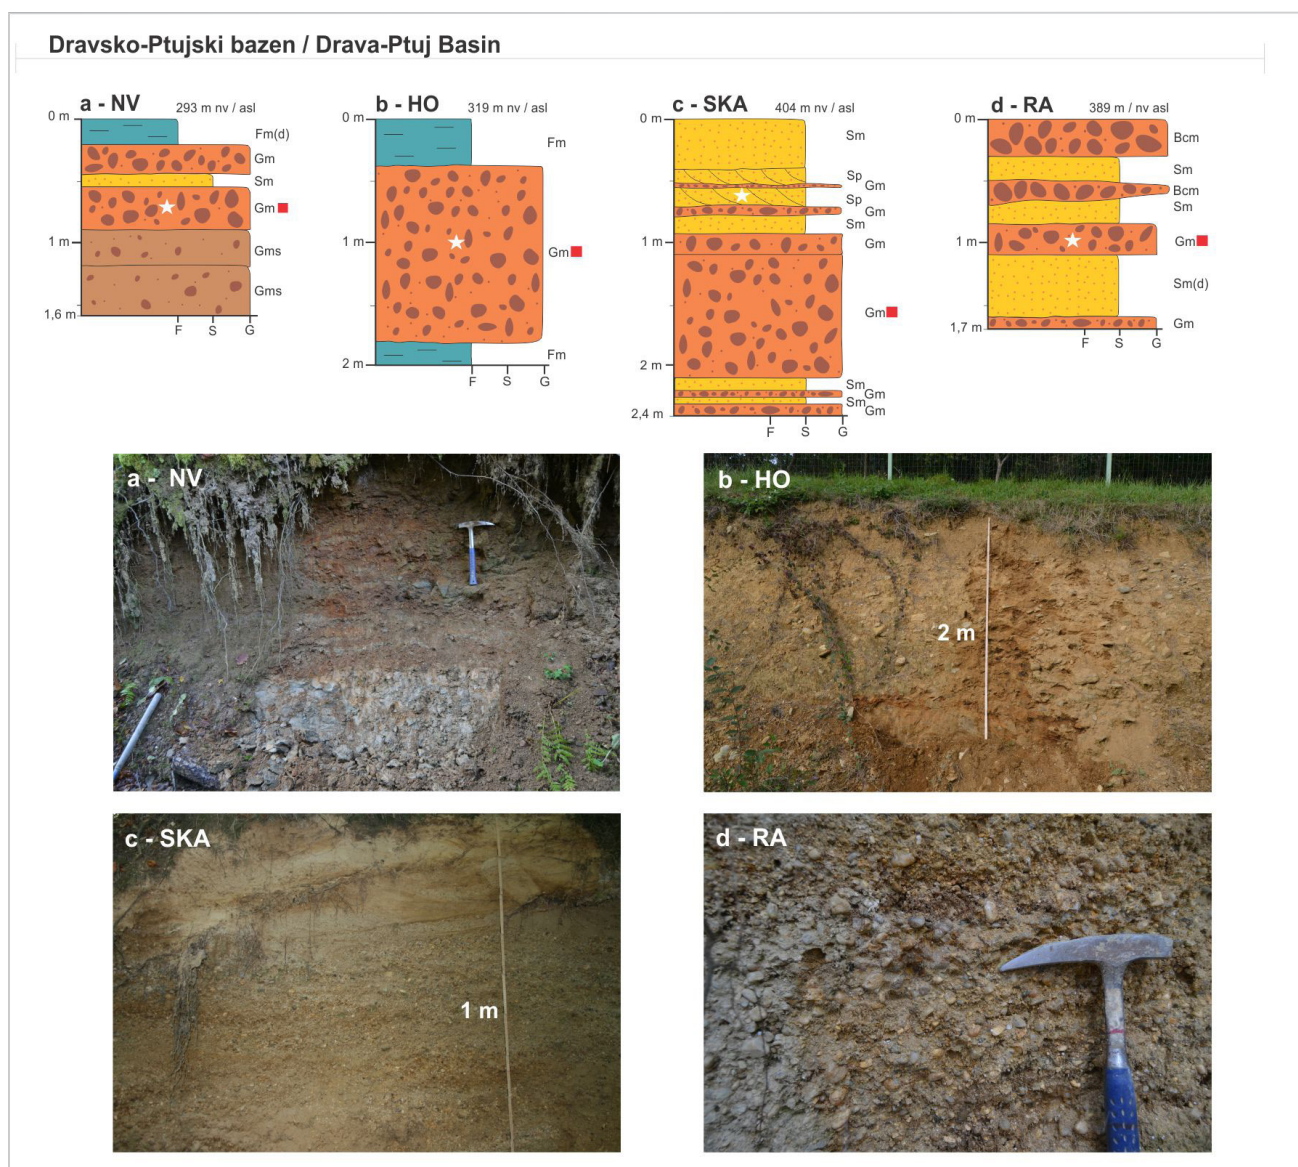 Dravsko-Ptujski bazen / Drava-Ptuj Basin
a - NV 293 m nv / asl
0 m
Fm(d)
Gm
Sm
Gm
1 m
Gms
Gms
1,6 m
F S G
b - HO 319 m nv / asl
0 m
Fm
1 m
Gm
Fm
2 m
F S G
c - SKA 404 m nv / asl
0 m
Sm
Sp
Gm
Sp
Gm
Sm
1 m
Gm
Gm
2 m
Sm
Gm
Sm
Gm
2,4 m
F S G
d - RA 389 m / nv asl
0 m
Bcm
Sm
Bcm
Sm
1 m
Gm
Sm(d)
Gm
1,7 m
F S G
a - NV
b - HO
2 m
c - SKA
1 m
d - RA